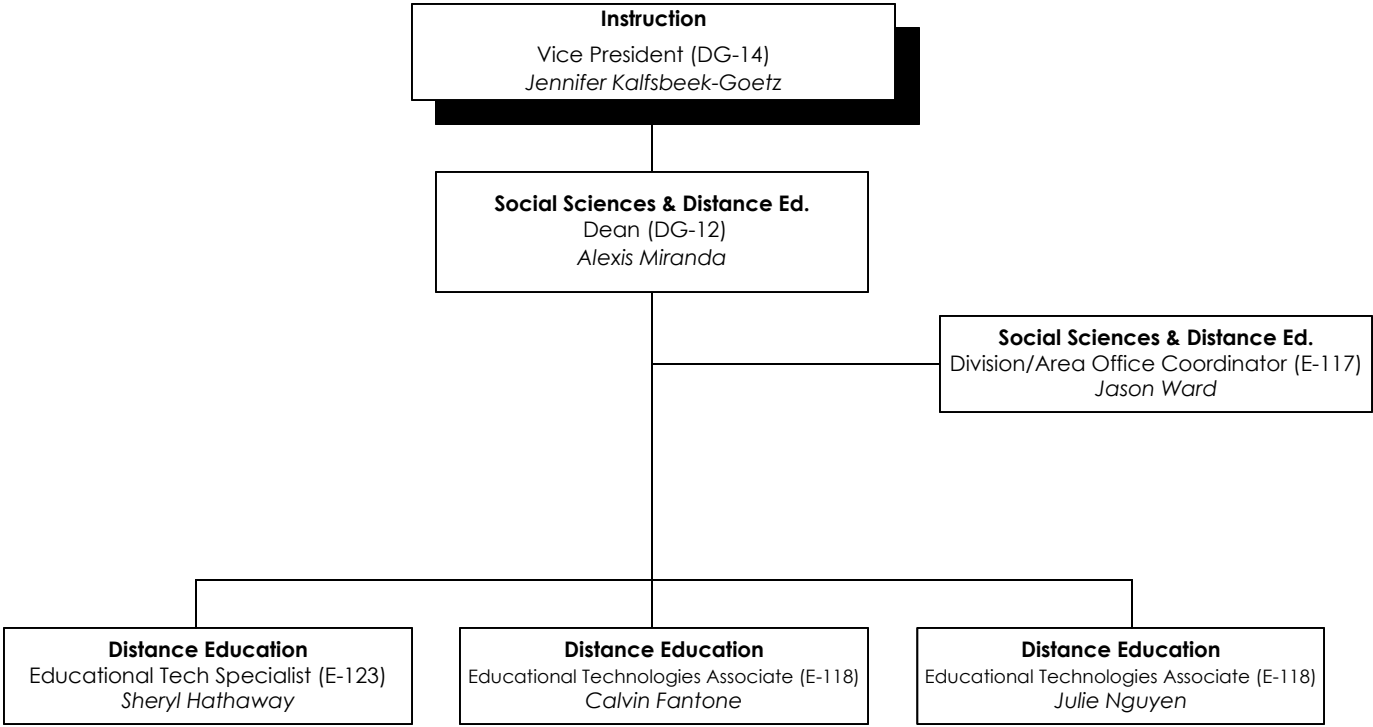 Instruction
Vice President (DG-14)
Jennifer Kalfsbeek-Goetz
Social Sciences & Distance Ed.
Dean (DG-12)
Alexis Miranda
Social Sciences & Distance Ed.
Division/Area Office Coordinator (E-117)
Jason Ward
Distance Education
Educational Tech Specialist (E-123)
Sheryl Hathaway
Distance Education
Educational Technologies Associate (E-118)
Calvin Fantone
Distance Education
Educational Technologies Associate (E-118)
Julie Nguyen